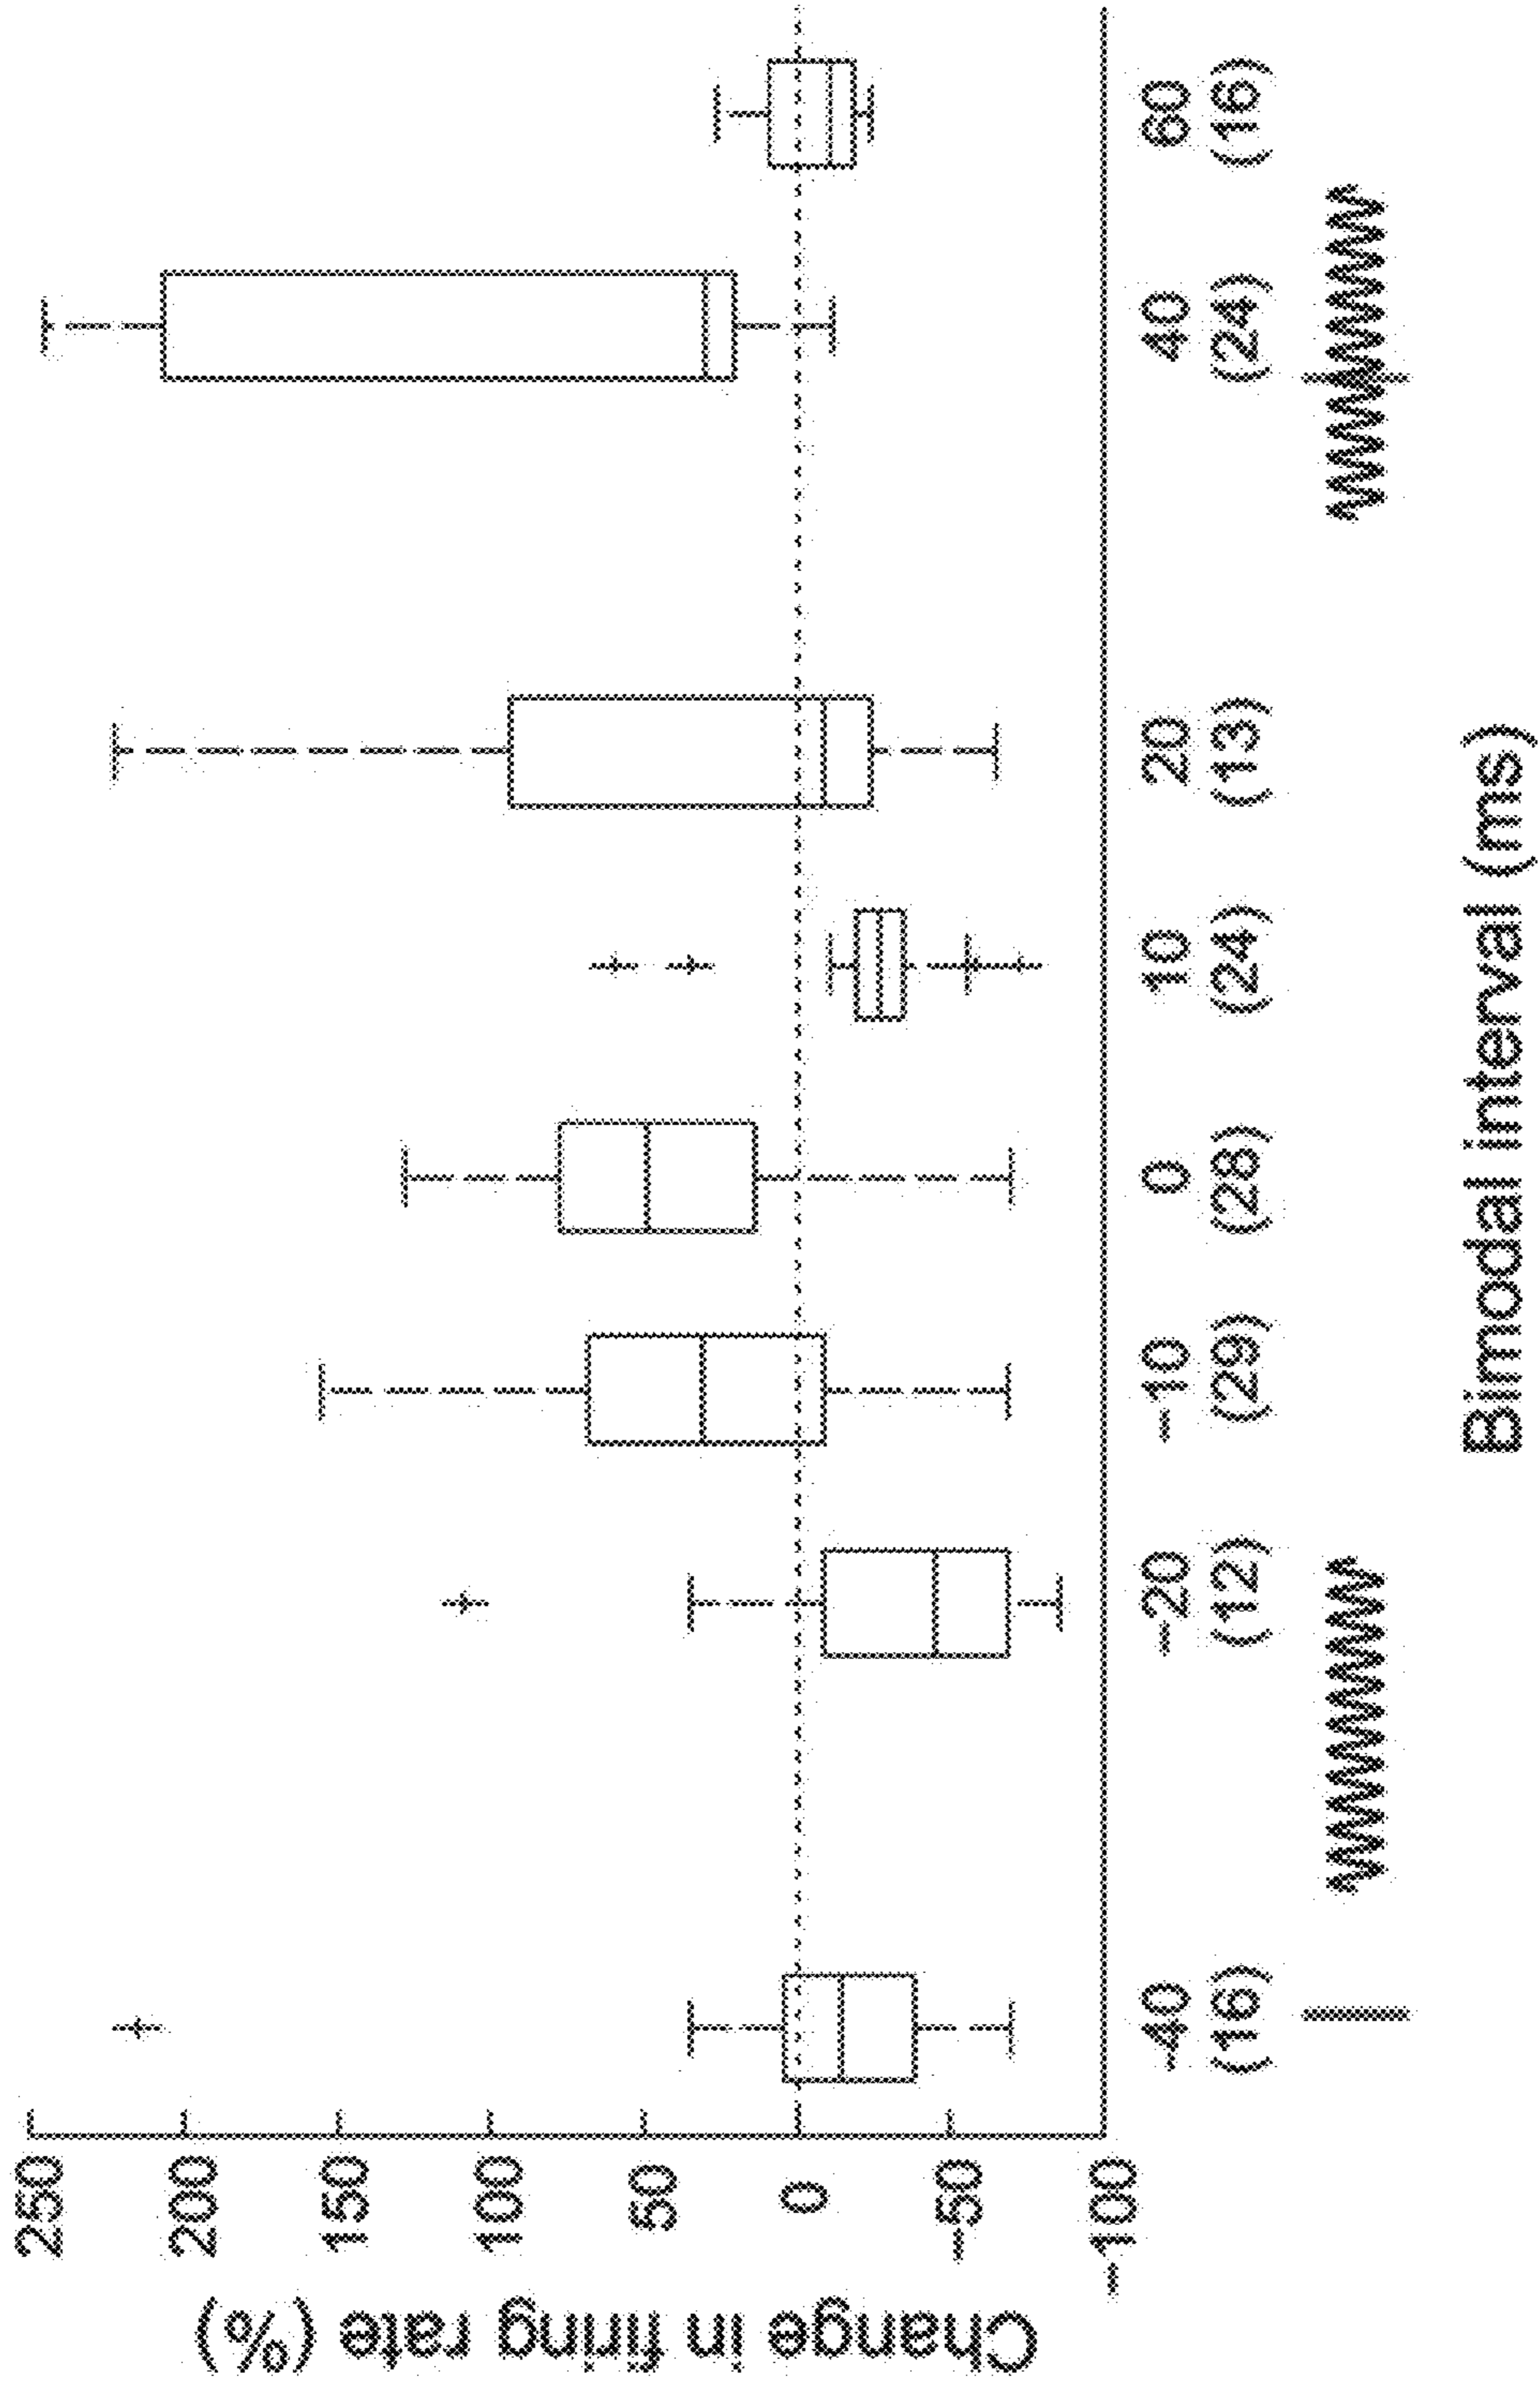 Change in firing rate (%)
250
200
150
100
50
0
−50
−100
−40 −20 −10 0 10 20 40 60
(16) (12) (29) (28) (24) (13) (24) (16)
Bimodal interval (ms)